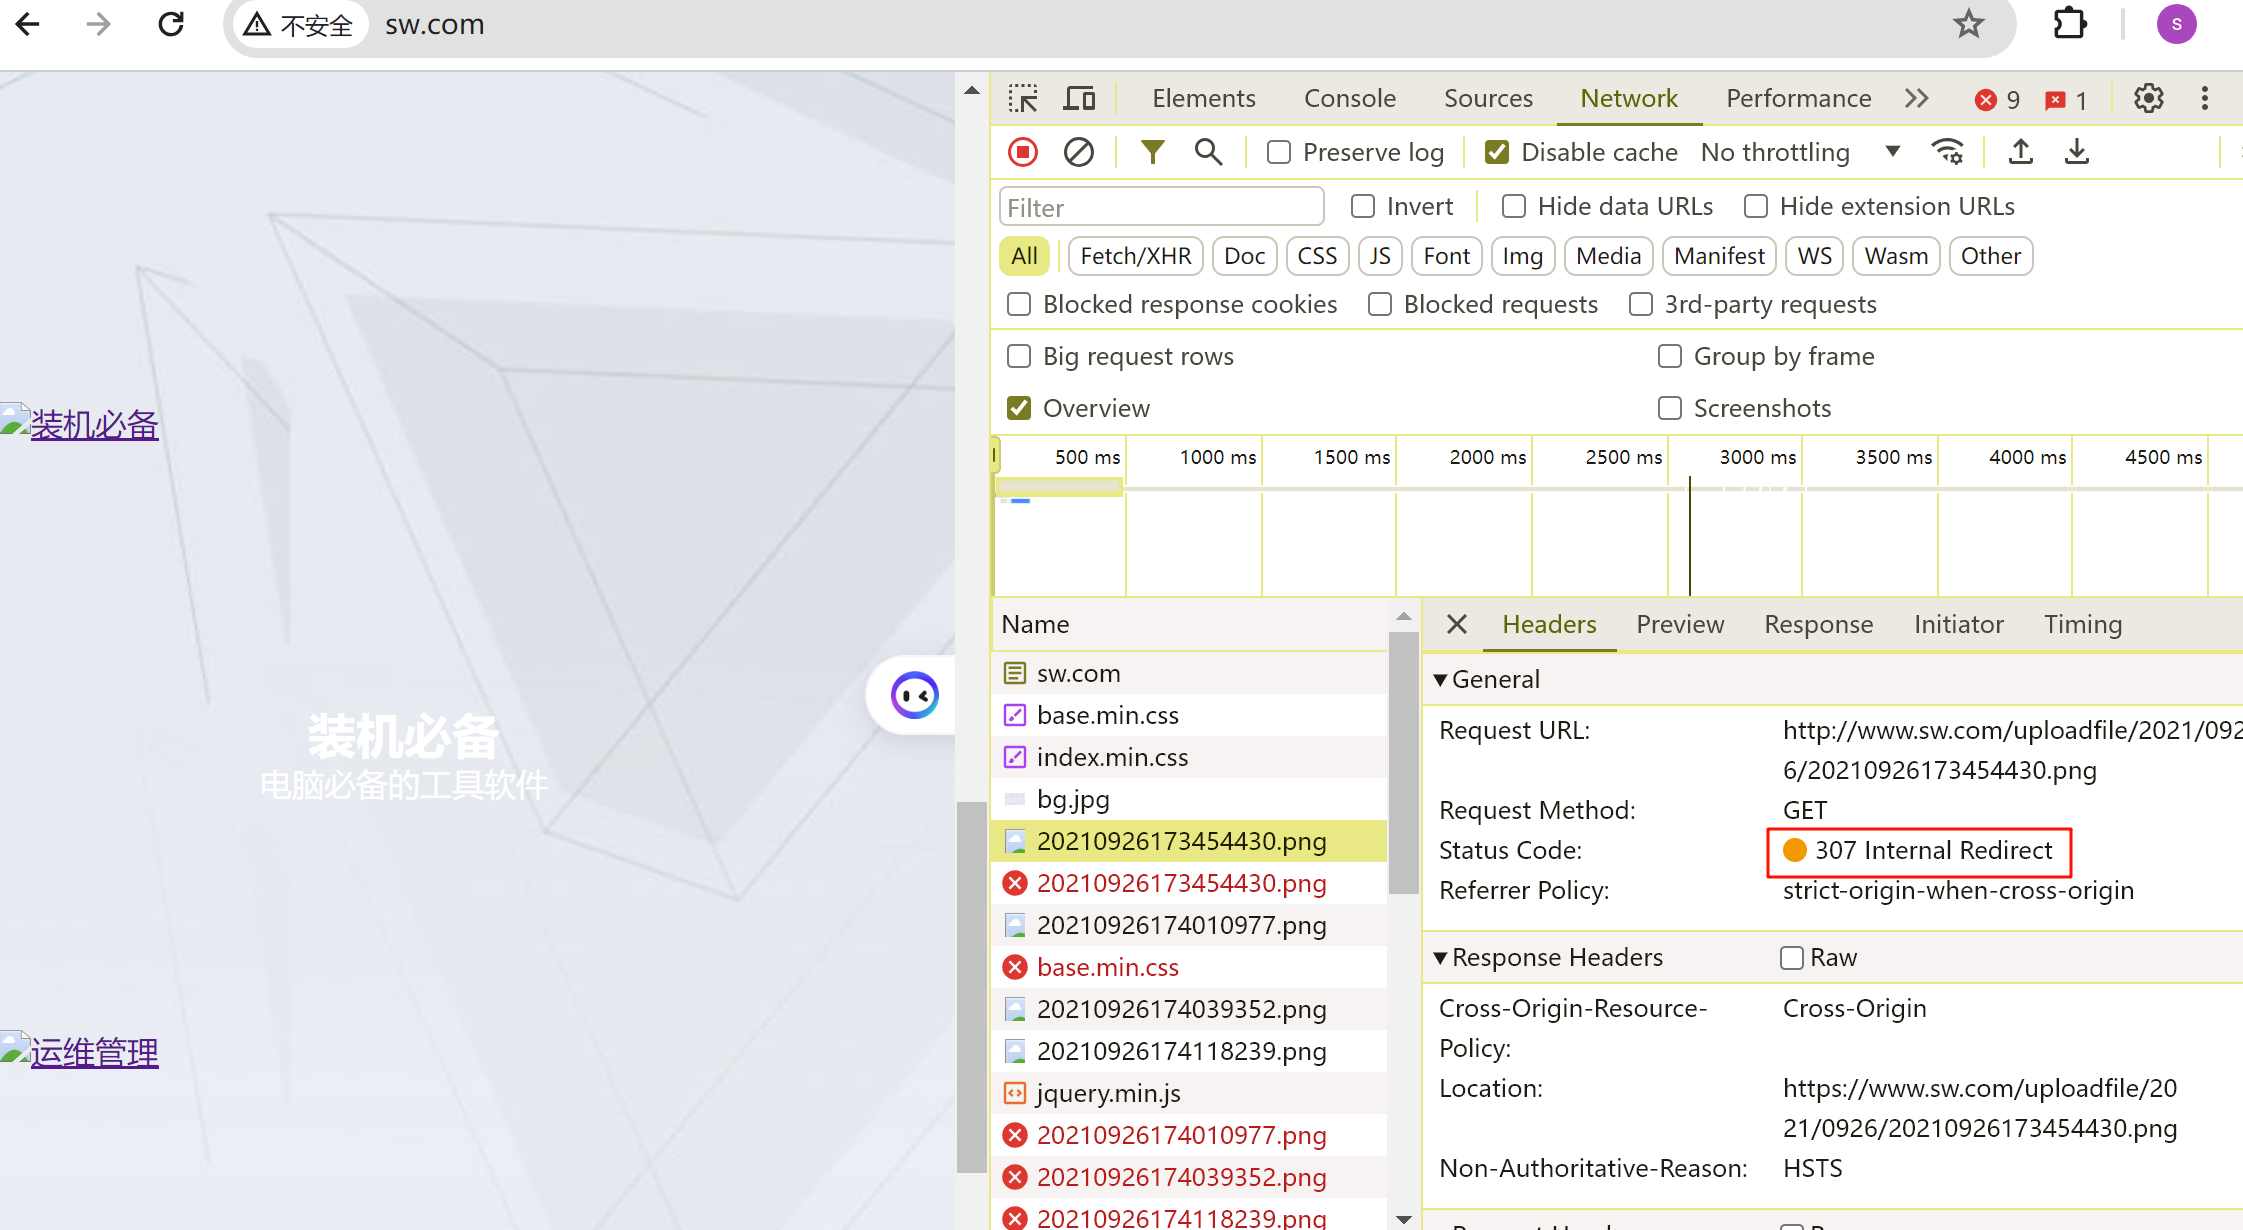 不安全 sw.com
S
装机必备
装机必备
电脑必备的工具软件
运维管理
Elements Console Sources Network Performance 9 1
Preserve log Disable cache No throttling
Filter Invert Hide data URLs Hide extension URLs
All Fetch/XHR Doc CSS JS Font Img Media Manifest WS Wasm Other
Blocked response cookies Blocked requests 3rd-party requests
Big request rows Group by frame
Overview Screenshots
500 ms 1000 ms 1500 ms 2000 ms 2500 ms 3000 ms 3500 ms 4000 ms 4500 ms
Name
sw.com
base.min.css
index.min.css
bg.jpg
20210926173454430.png
20210926173454430.png
20210926174010977.png
base.min.css
20210926174039352.png
20210926174118239.png
jquery.min.js
20210926174010977.png
20210926174039352.png
20210926174118239.png
Headers Preview Response Initiator Timing
General
Request URL: http://www.sw.com/uploadfile/2021/092
6/20210926173454430.png
Request Method: GET
Status Code: 307 Internal Redirect
Referrer Policy: strict-origin-when-cross-origin
Response Headers Raw
Cross-Origin-Resource- Cross-Origin
Policy:
Location: https://www.sw.com/uploadfile/20
21/0926/20210926173454430.png
Non-Authoritative-Reason: HSTS